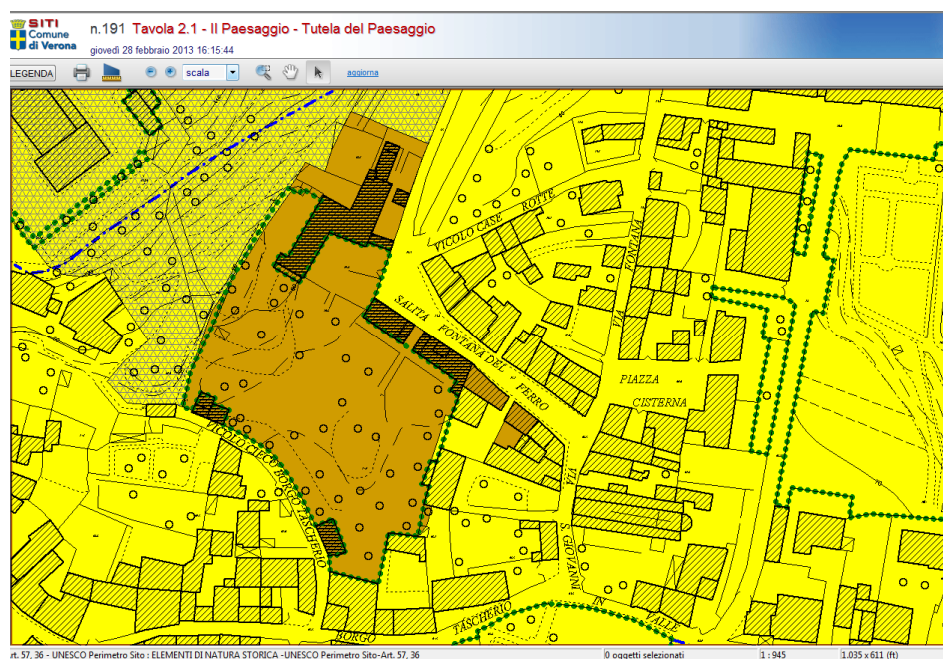 SITI
Comune
di Verona
n.191 Tavola 2.1 - Il Paesaggio - Tutela del Paesaggio
giovedì 28 febbraio 2013 16:15:44
LEGENDA
scala
aggiorna
VICOLO CASE ROTTE
VIA FONTANA
SALITA FONTANA DEL FERRO
PIAZZA
CISTERNA
VICOLO CIECO BORGO TASCHERIO
VIA S. GIOVANNI IN VALLE
BORGO TASCHERIO
rt. 57, 36 - UNESCO Perimetro Sito : ELEMENTI DI NATURA STORICA -UNESCO Perimetro Sito-Art. 57, 36
0 oggetti selezionati
1 : 945
1.035 x 611 (ft)